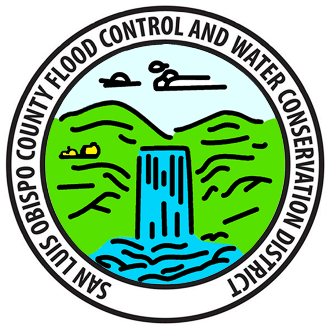 SAN LUIS OBISPO COUNTY FLOOD CONTROL AND WATER CONSERVATION DISTRICT